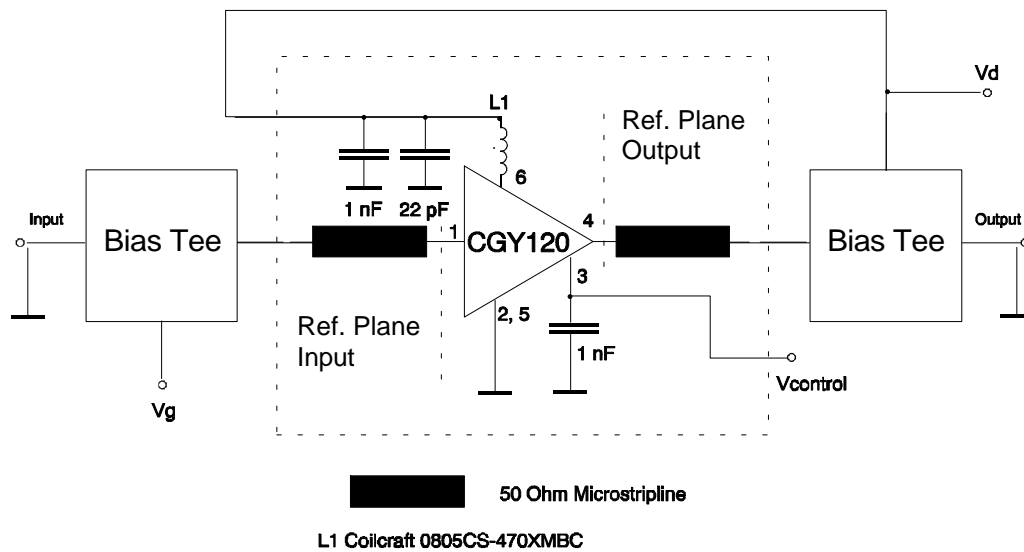 Vd
L1
Ref. Plane
Output
6
1 nF
22 pF
Input
Bias Tee
1
CGY120
4
Bias Tee
Output
3
2, 5
Ref. Plane
Input
1 nF
Vg
Vcontrol
50 Ohm Microstripline
L1 Coilcraft 0805CS-470XMBC